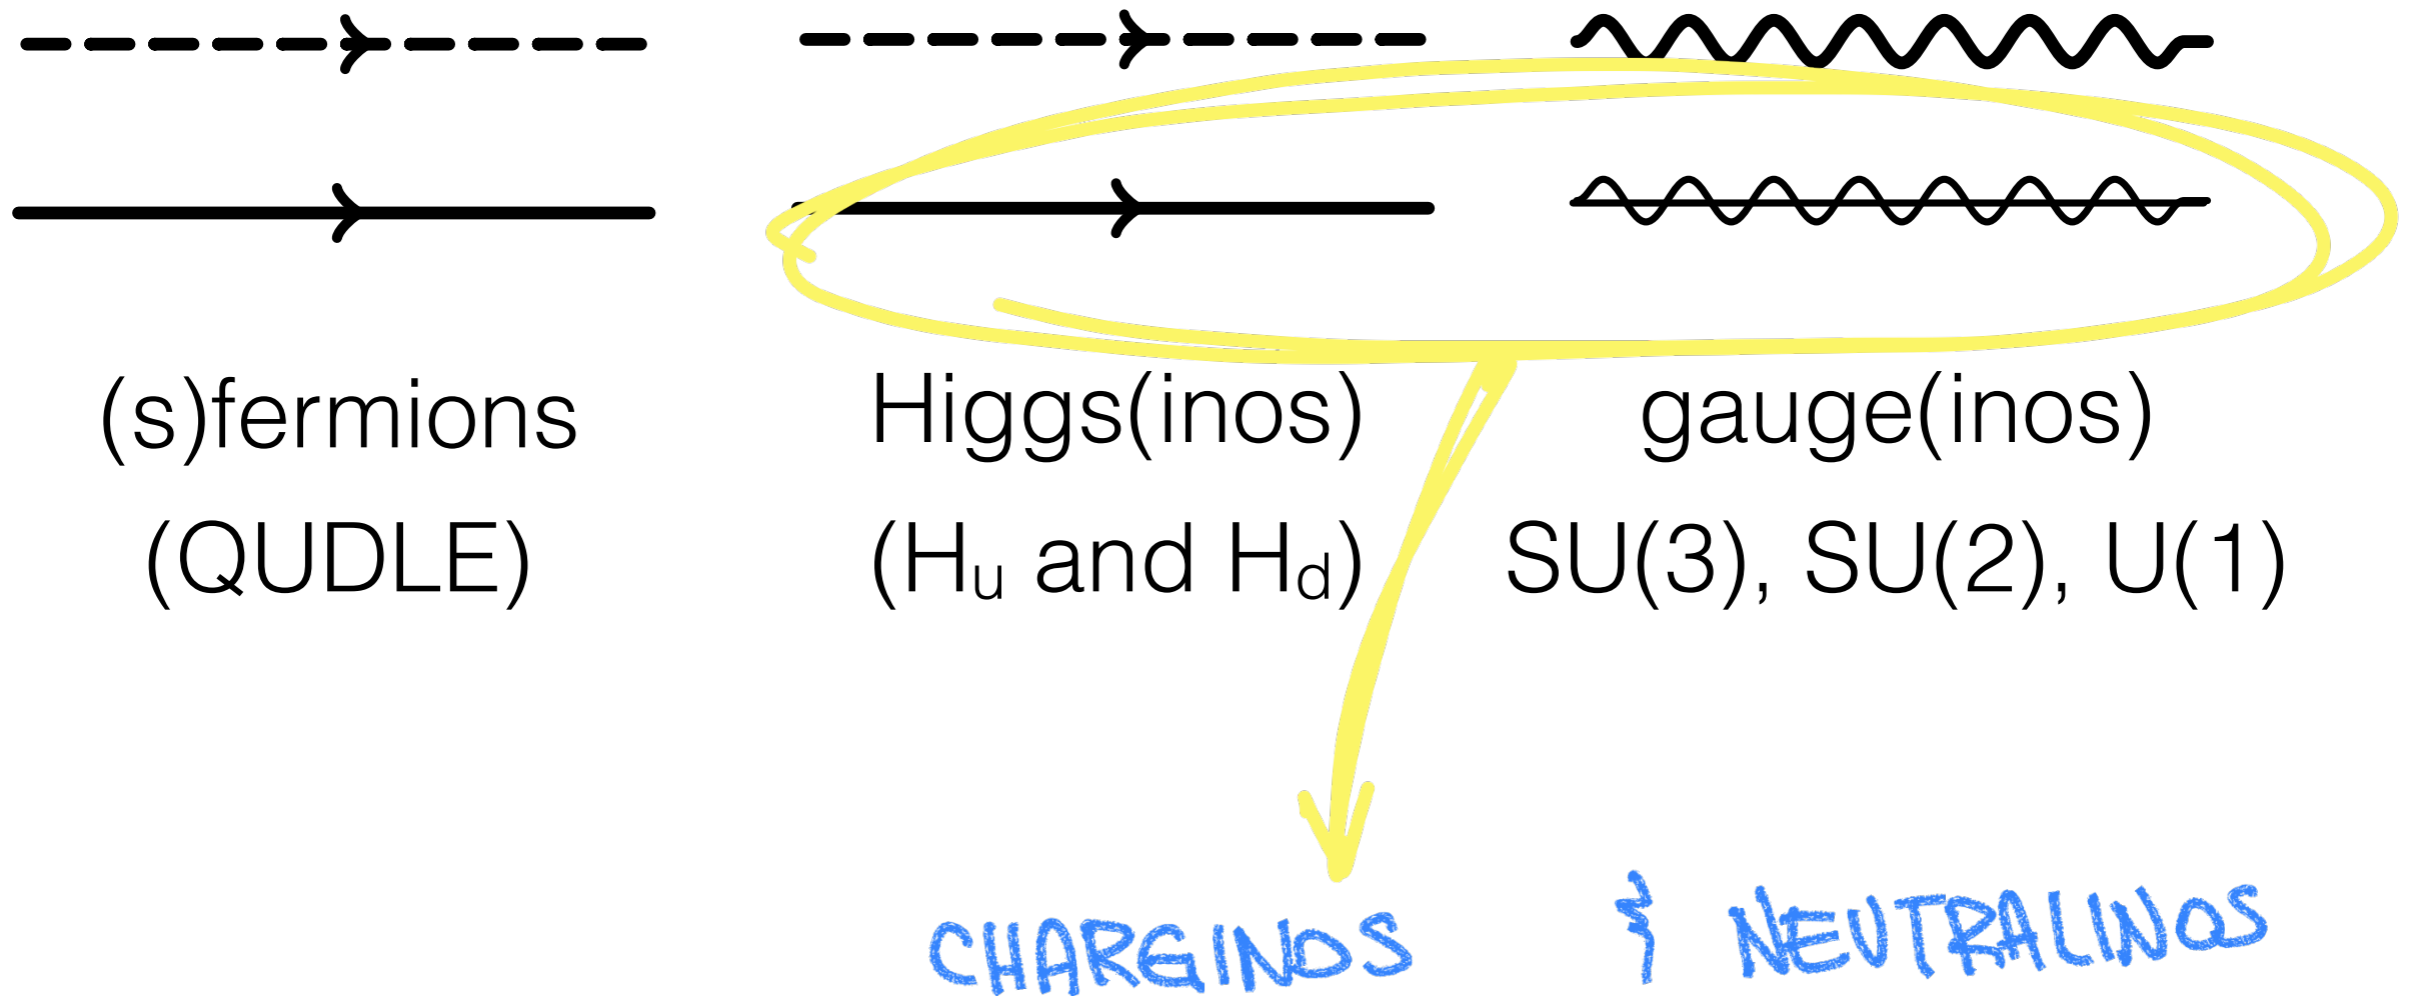 (s)fermions Higgs(inos) gauge(inos)
(QUDLE) (Hu and Hd) SU(3), SU(2), U(1)
CHARGINOS & NEUTRALINOS